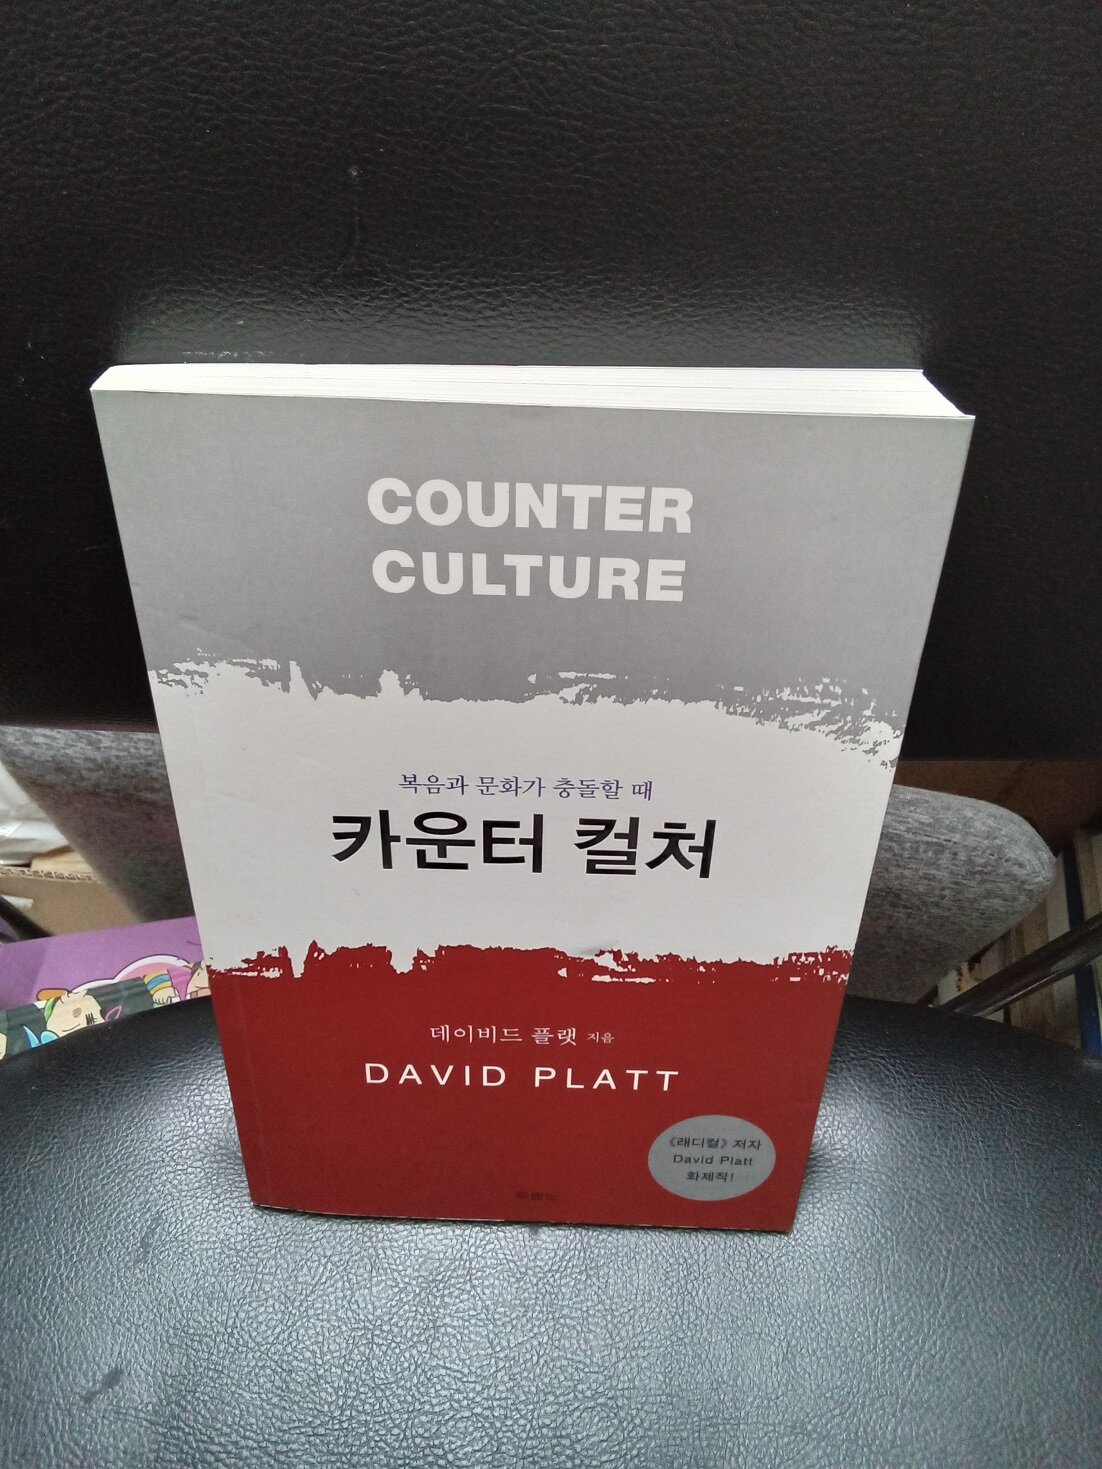 COUNTER
CULTURE
복음과 문화가 충돌할 때
카운터 컬처
데이비드 플랫 지음
DAVID PLATT
《래디컬》 저자
David Platt
화제작!